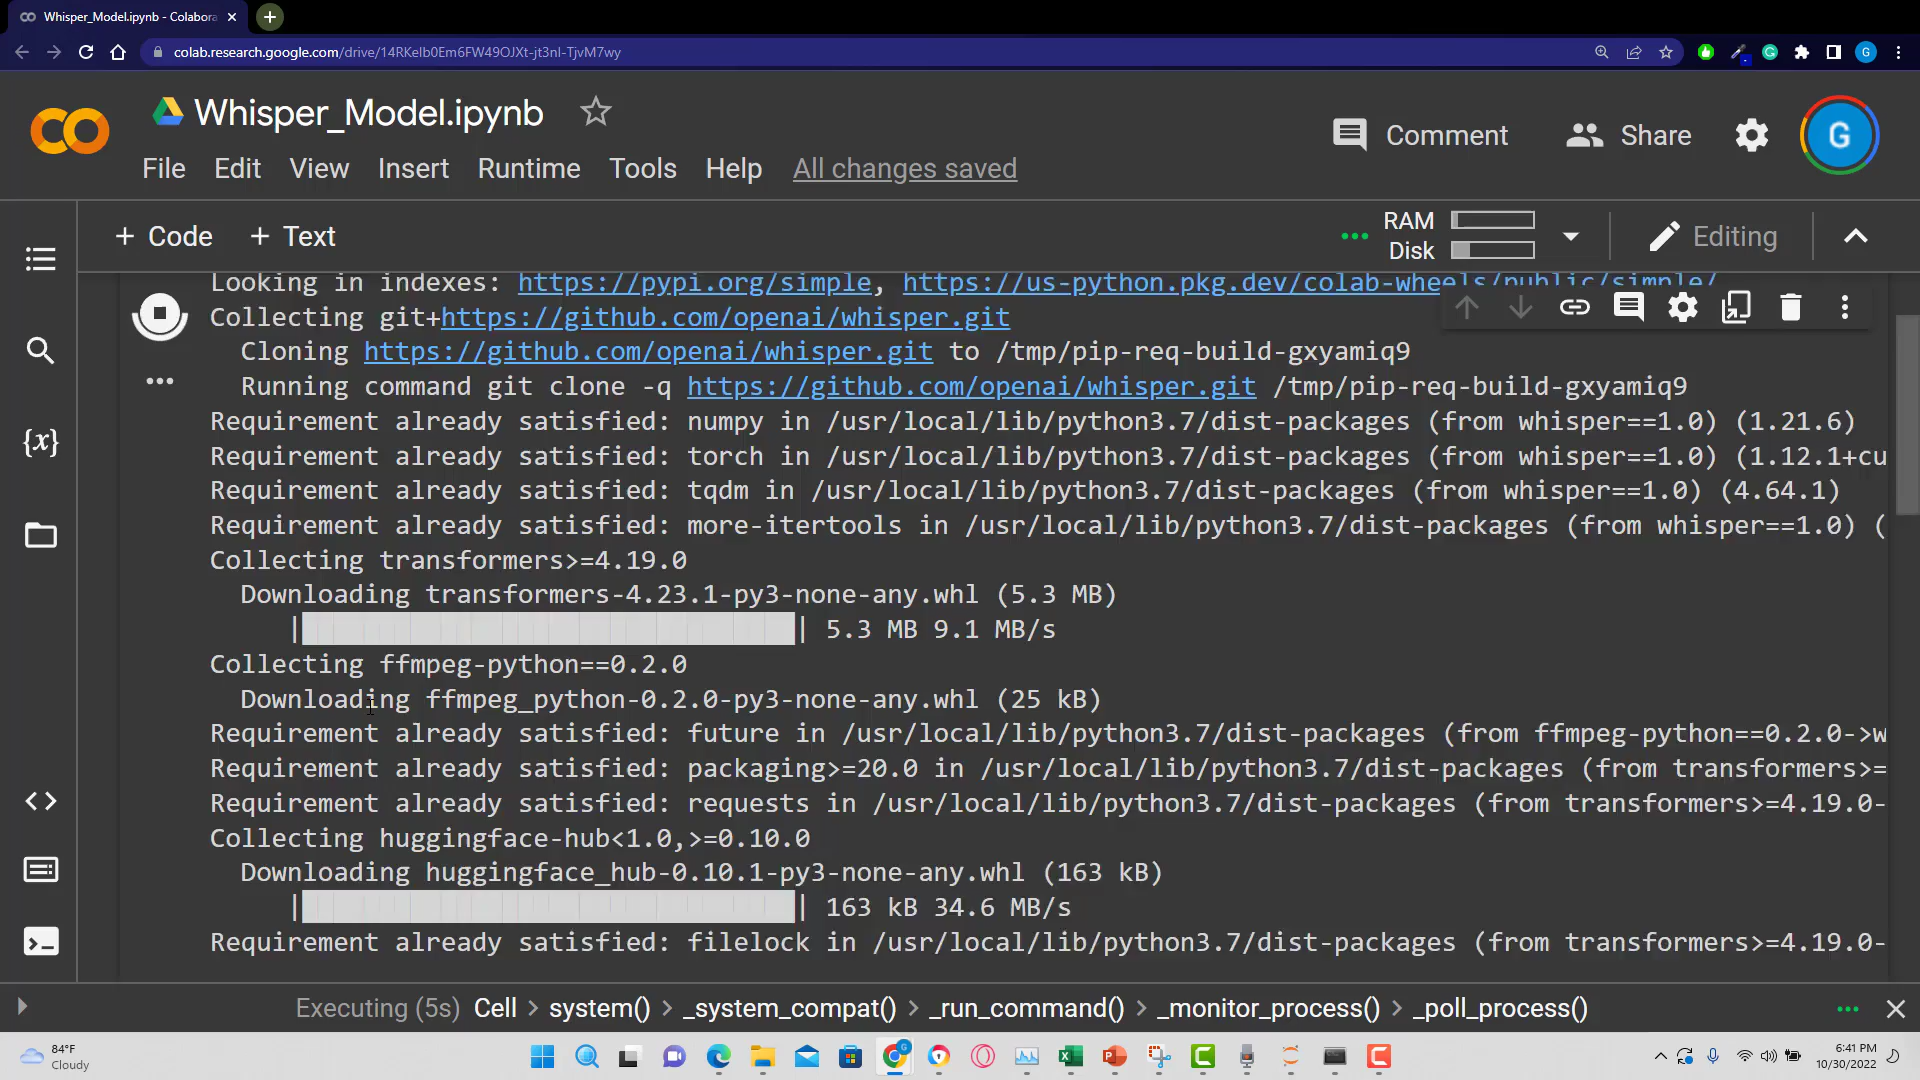 Whisper_Model.ipynb - Colabora
colab.research.google.com/drive/14RKelb0Em6FW49OJXt-jt3nI-TjvM7wy
G
Whisper_Model.ipynb
Comment
Share
G
File Edit View Insert Runtime Tools Help All changes saved
+ Code + Text
RAM
Disk
Editing
Looking in indexes: https://pypi.org/simple, https://us-python.pkg.dev/colab-wheels/public/simple/
Collecting git+https://github.com/openai/whisper.git
Cloning https://github.com/openai/whisper.git to /tmp/pip-req-build-gxyamiq9
Running command git clone -q https://github.com/openai/whisper.git /tmp/pip-req-build-gxyamiq9
Requirement already satisfied: numpy in /usr/local/lib/python3.7/dist-packages (from whisper==1.0) (1.21.6)
Requirement already satisfied: torch in /usr/local/lib/python3.7/dist-packages (from whisper==1.0) (1.12.1+cu
Requirement already satisfied: tqdm in /usr/local/lib/python3.7/dist-packages (from whisper==1.0) (4.64.1)
Requirement already satisfied: more-itertools in /usr/local/lib/python3.7/dist-packages (from whisper==1.0) (
Collecting transformers>=4.19.0
Downloading transformers-4.23.1-py3-none-any.whl (5.3 MB)
| | 5.3 MB 9.1 MB/s
Collecting ffmpeg-python==0.2.0
Downloading ffmpeg_python-0.2.0-py3-none-any.whl (25 kB)
Requirement already satisfied: future in /usr/local/lib/python3.7/dist-packages (from ffmpeg-python==0.2.0->w
Requirement already satisfied: packaging>=20.0 in /usr/local/lib/python3.7/dist-packages (from transformers>=
Requirement already satisfied: requests in /usr/local/lib/python3.7/dist-packages (from transformers>=4.19.0-
Collecting huggingface-hub<1.0,>=0.10.0
Downloading huggingface_hub-0.10.1-py3-none-any.whl (163 kB)
| | 163 kB 34.6 MB/s
Requirement already satisfied: filelock in /usr/local/lib/python3.7/dist-packages (from transformers>=4.19.0-
Executing (5s) Cell > system() > _system_compat() > _run_command() > _monitor_process() > _poll_process()
84°F
Cloudy
6:41 PM
10/30/2022